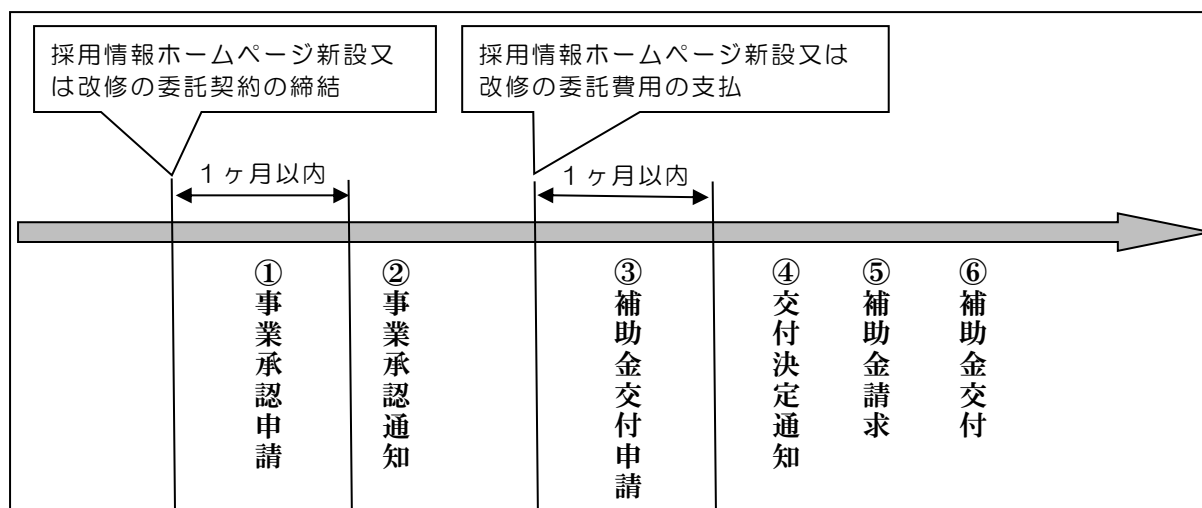 採用情報ホームページ新設又
は改修の委託契約の締結
採用情報ホームページ新設又は
改修の委託費用の支払
１ヶ月以内
１ヶ月以内
①事業承認申請
②事業承認通知
③補助金交付申請
④交付決定通知
⑤補助金請求
⑥補助金交付